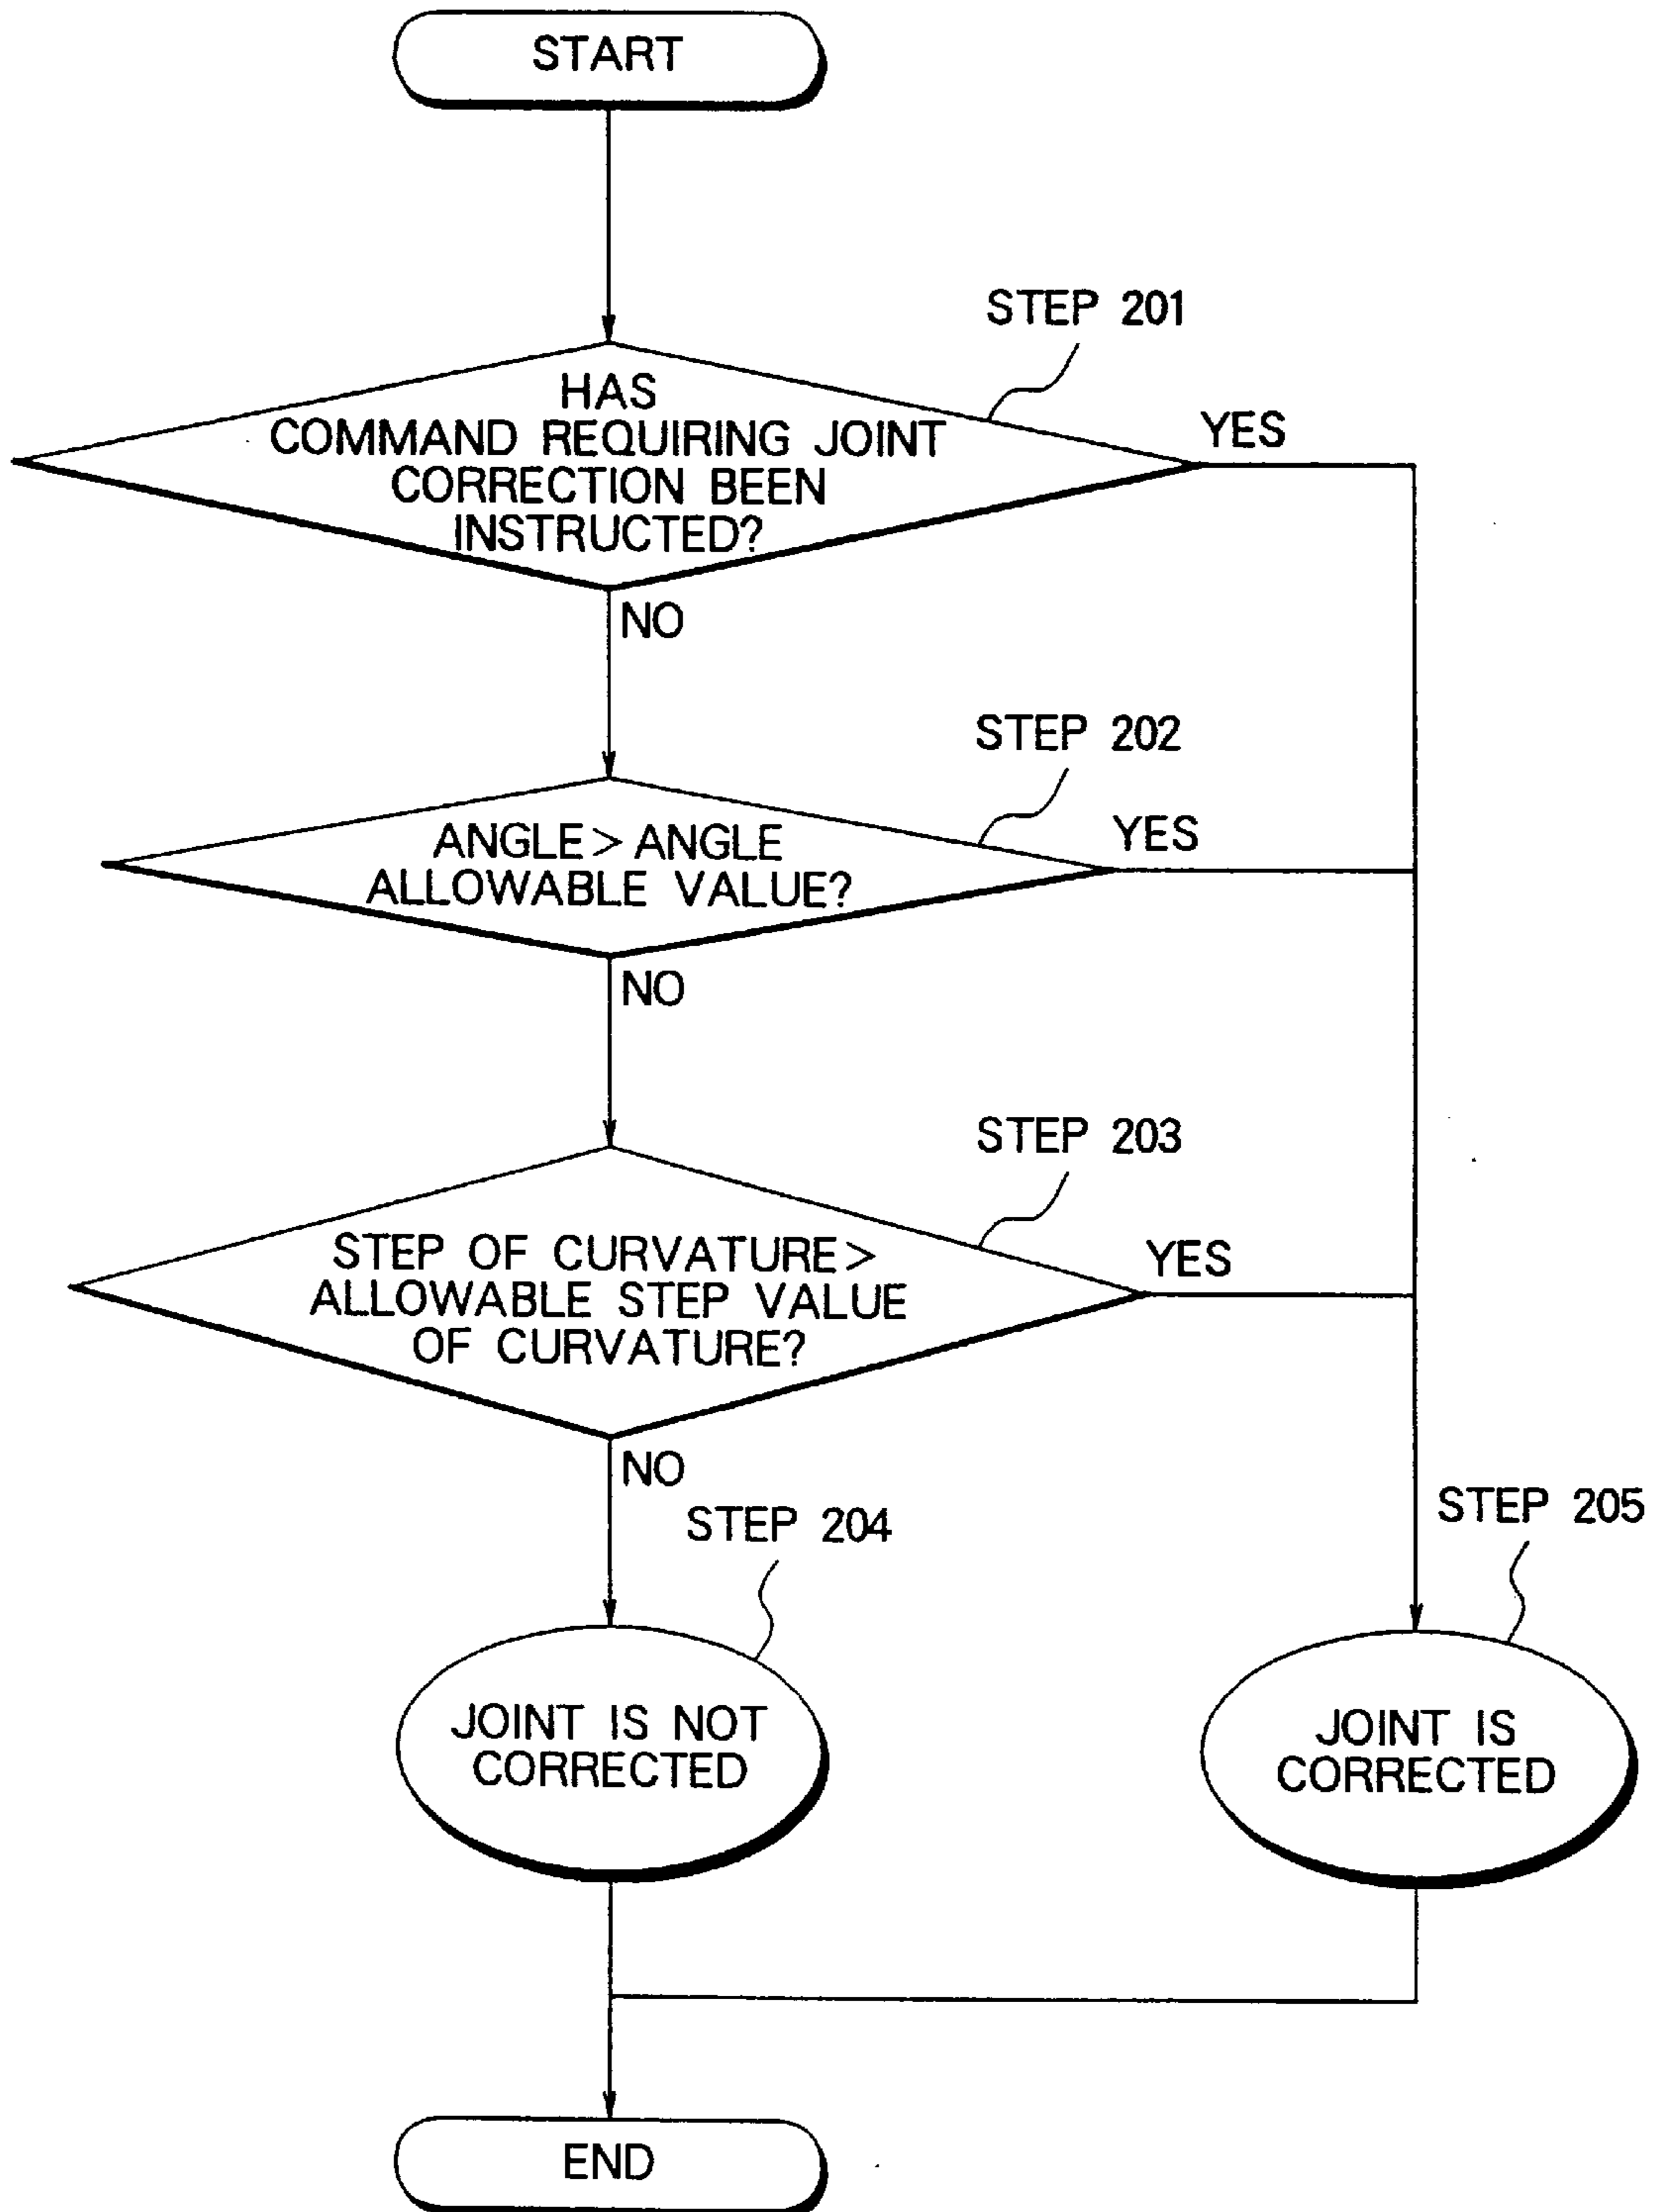 START
STEP 201
HAS
COMMAND REQUIRING JOINT
CORRECTION BEEN
INSTRUCTED?
YES
NO
STEP 202
ANGLE > ANGLE
ALLOWABLE VALUE?
YES
NO
STEP 203
STEP OF CURVATURE >
ALLOWABLE STEP VALUE
OF CURVATURE?
YES
NO
STEP 204
STEP 205
JOINT IS NOT
CORRECTED
JOINT IS
CORRECTED
END